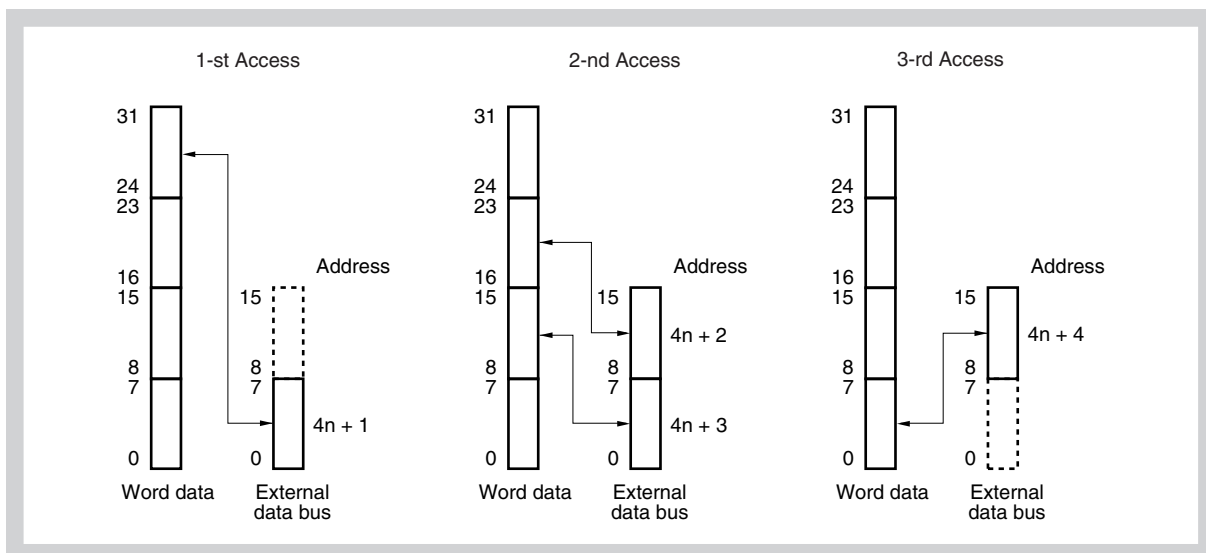 1-st Access
31
24
23
16
15
8
7
0
Word data
Address
15
8
7
0
4n + 1
External
data bus
2-nd Access
31
24
23
16
15
8
7
0
Word data
Address
15
8
7
0
4n + 2
4n + 3
External
data bus
3-rd Access
31
24
23
16
15
8
7
0
Word data
Address
15
8
7
0
4n + 4
External
data bus